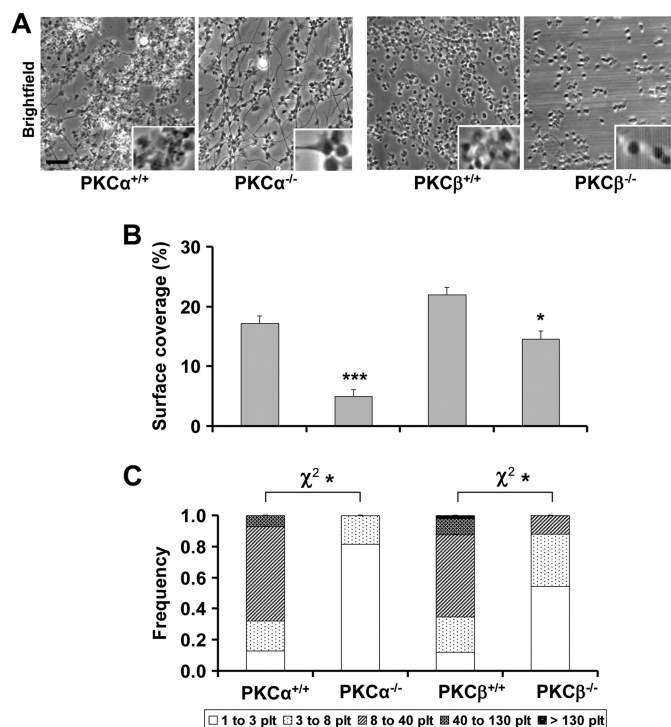 A
Brightfield
PKCα+/+ PKCα-/- PKCβ+/+ PKCβ-/-
B
Surface coverage (%)
30
20
10
0
***
*
C
χ2 * χ2 *
Frequency
1.0
0.8
0.6
0.4
0.2
0.0
PKCα+/+ PKCα-/- PKCβ+/+ PKCβ-/-
1 to 3 plt 3 to 8 plt 8 to 40 plt 40 to 130 plt > 130 plt